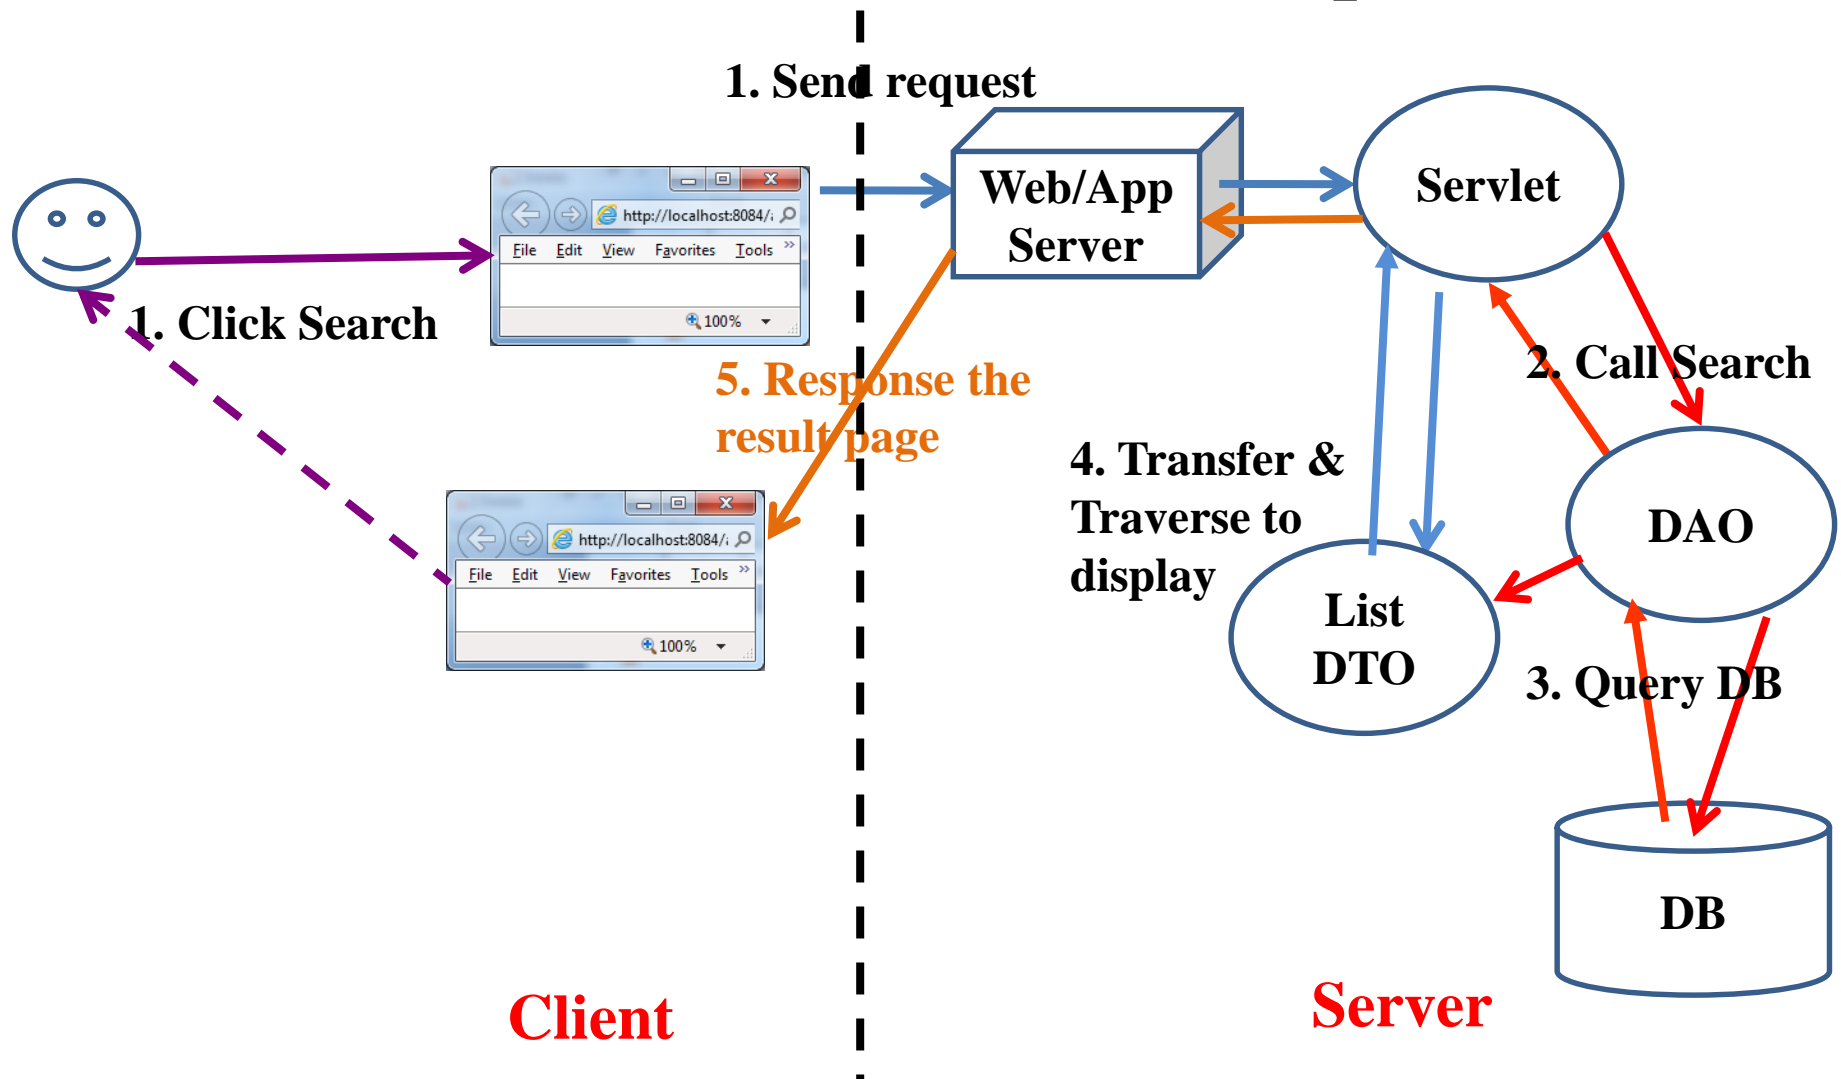 1. Send request
Web/App
Server
Servlet
http://localhost:8084/
File Edit View Favorites Tools »
100%
1. Click Search
2. Call Search
5. Response the
result page
4. Transfer &
Traverse to
display
DAO
http://localhost:8084/
File Edit View Favorites Tools »
100%
List
DTO
3. Query DB
DB
Client
Server